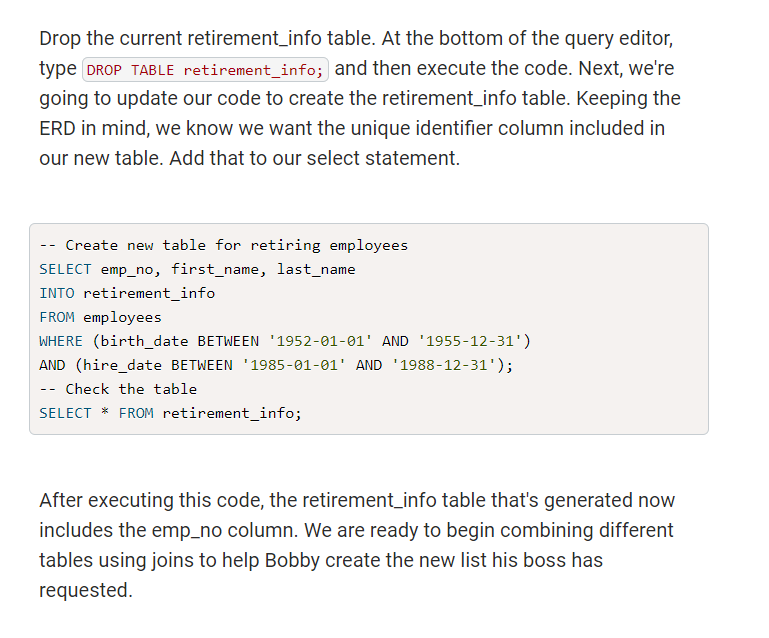 Drop the current retirement_info table. At the bottom of the query editor,
type DROP TABLE retirement_info; and then execute the code. Next, we're
going to update our code to create the retirement_info table. Keeping the
ERD in mind, we know we want the unique identifier column included in
our new table. Add that to our select statement.
-- Create new table for retiring employees
SELECT emp_no, first_name, last_name
INTO retirement_info
FROM employees
WHERE (birth_date BETWEEN '1952-01-01' AND '1955-12-31')
AND (hire_date BETWEEN '1985-01-01' AND '1988-12-31');
-- Check the table
SELECT * FROM retirement_info;
After executing this code, the retirement_info table that's generated now
includes the emp_no column. We are ready to begin combining different
tables using joins to help Bobby create the new list his boss has
requested.